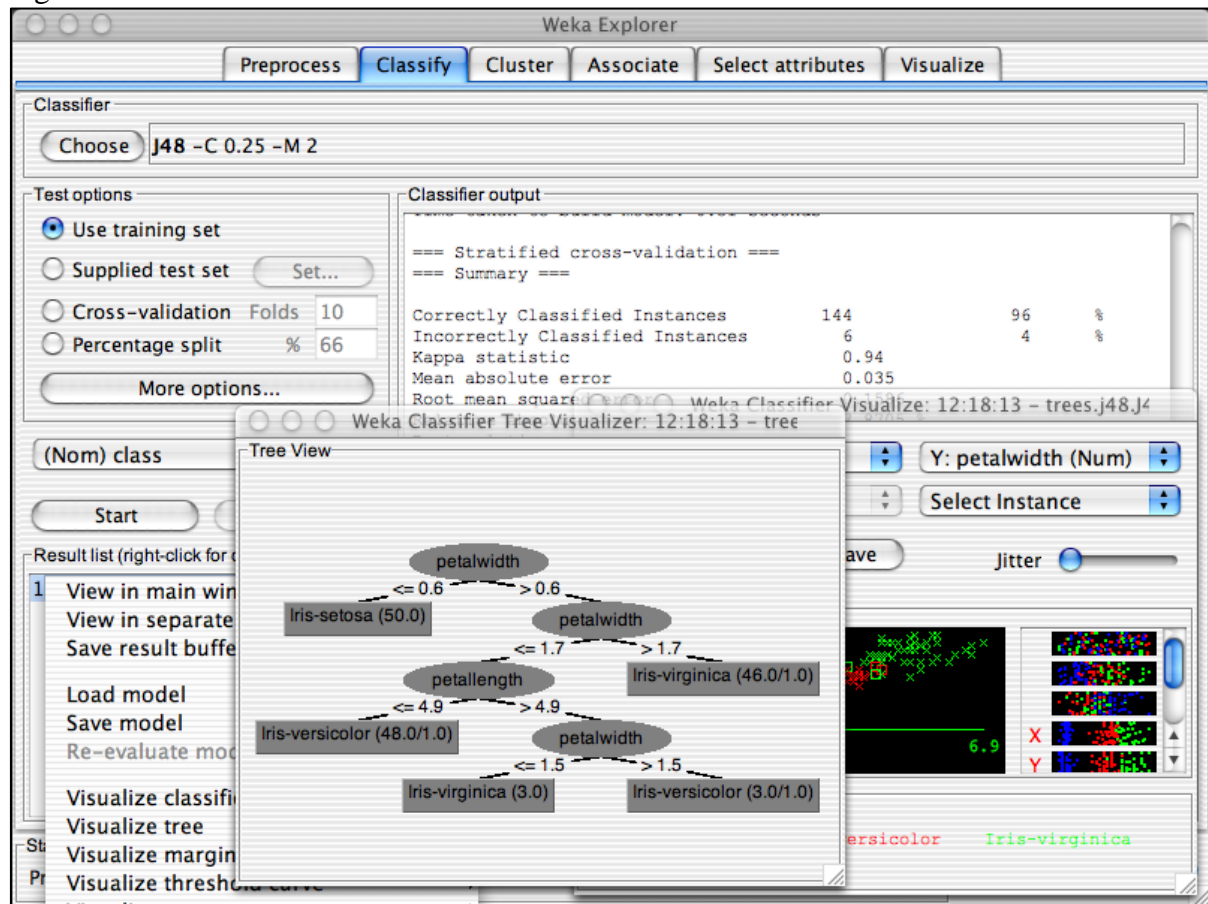 Weka Explorer
Preprocess Classify Cluster Associate Select attributes Visualize
Classifier
Choose J48 -C 0.25 -M 2
Test options
Use training set
Supplied test set Set...
Cross-validation Folds 10
Percentage split % 66
More options...
(Nom) class
Start
Result list (right-click for
1
View in main win
View in separate
Save result buffe
Load model
Save model
Re-evaluate mod
Visualize classifi
Visualize tree
Visualize margin
Visualize threshold curve
Classifier output
=== Stratified cross-validation ===
=== Summary ===
Correctly Classified Instances 144 96 %
Incorrectly Classified Instances 6 4 %
Kappa statistic 0.94
Mean absolute error 0.035
Root mean square
Weka Classifier Visualize: 12:18:13 - trees.j48.J4
Y: petalwidth (Num)
Select Instance
ave
Jitter
6.9
X
Y
ersicolor Iris-virginica
Weka Classifier Tree Visualizer: 12:18:13 - tree
Tree View
petalwidth
<= 0.6 > 0.6
Iris-setosa (50.0) petalwidth
<= 1.7 > 1.7
petallength Iris-virginica (46.0/1.0)
<= 4.9 > 4.9
Iris-versicolor (48.0/1.0) petalwidth
<= 1.5 > 1.5
Iris-virginica (3.0) Iris-versicolor (3.0/1.0)